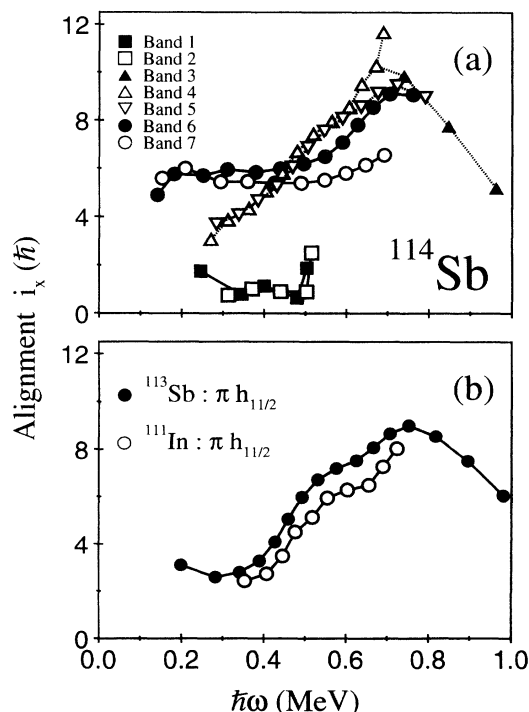 12
8
4
0
■ Band 1
□ Band 2
▲ Band 3
△ Band 4
▽ Band 5
● Band 6
○ Band 7
(a)
¹¹⁴Sb
Alignment iₓ (ħ)
12
8
4
0
(b)
● ¹¹³Sb : π h₁₁/₂
○ ¹¹¹In : π h₁₁/₂
0.0 0.2 0.4 0.6 0.8 1.0
ħω (MeV)